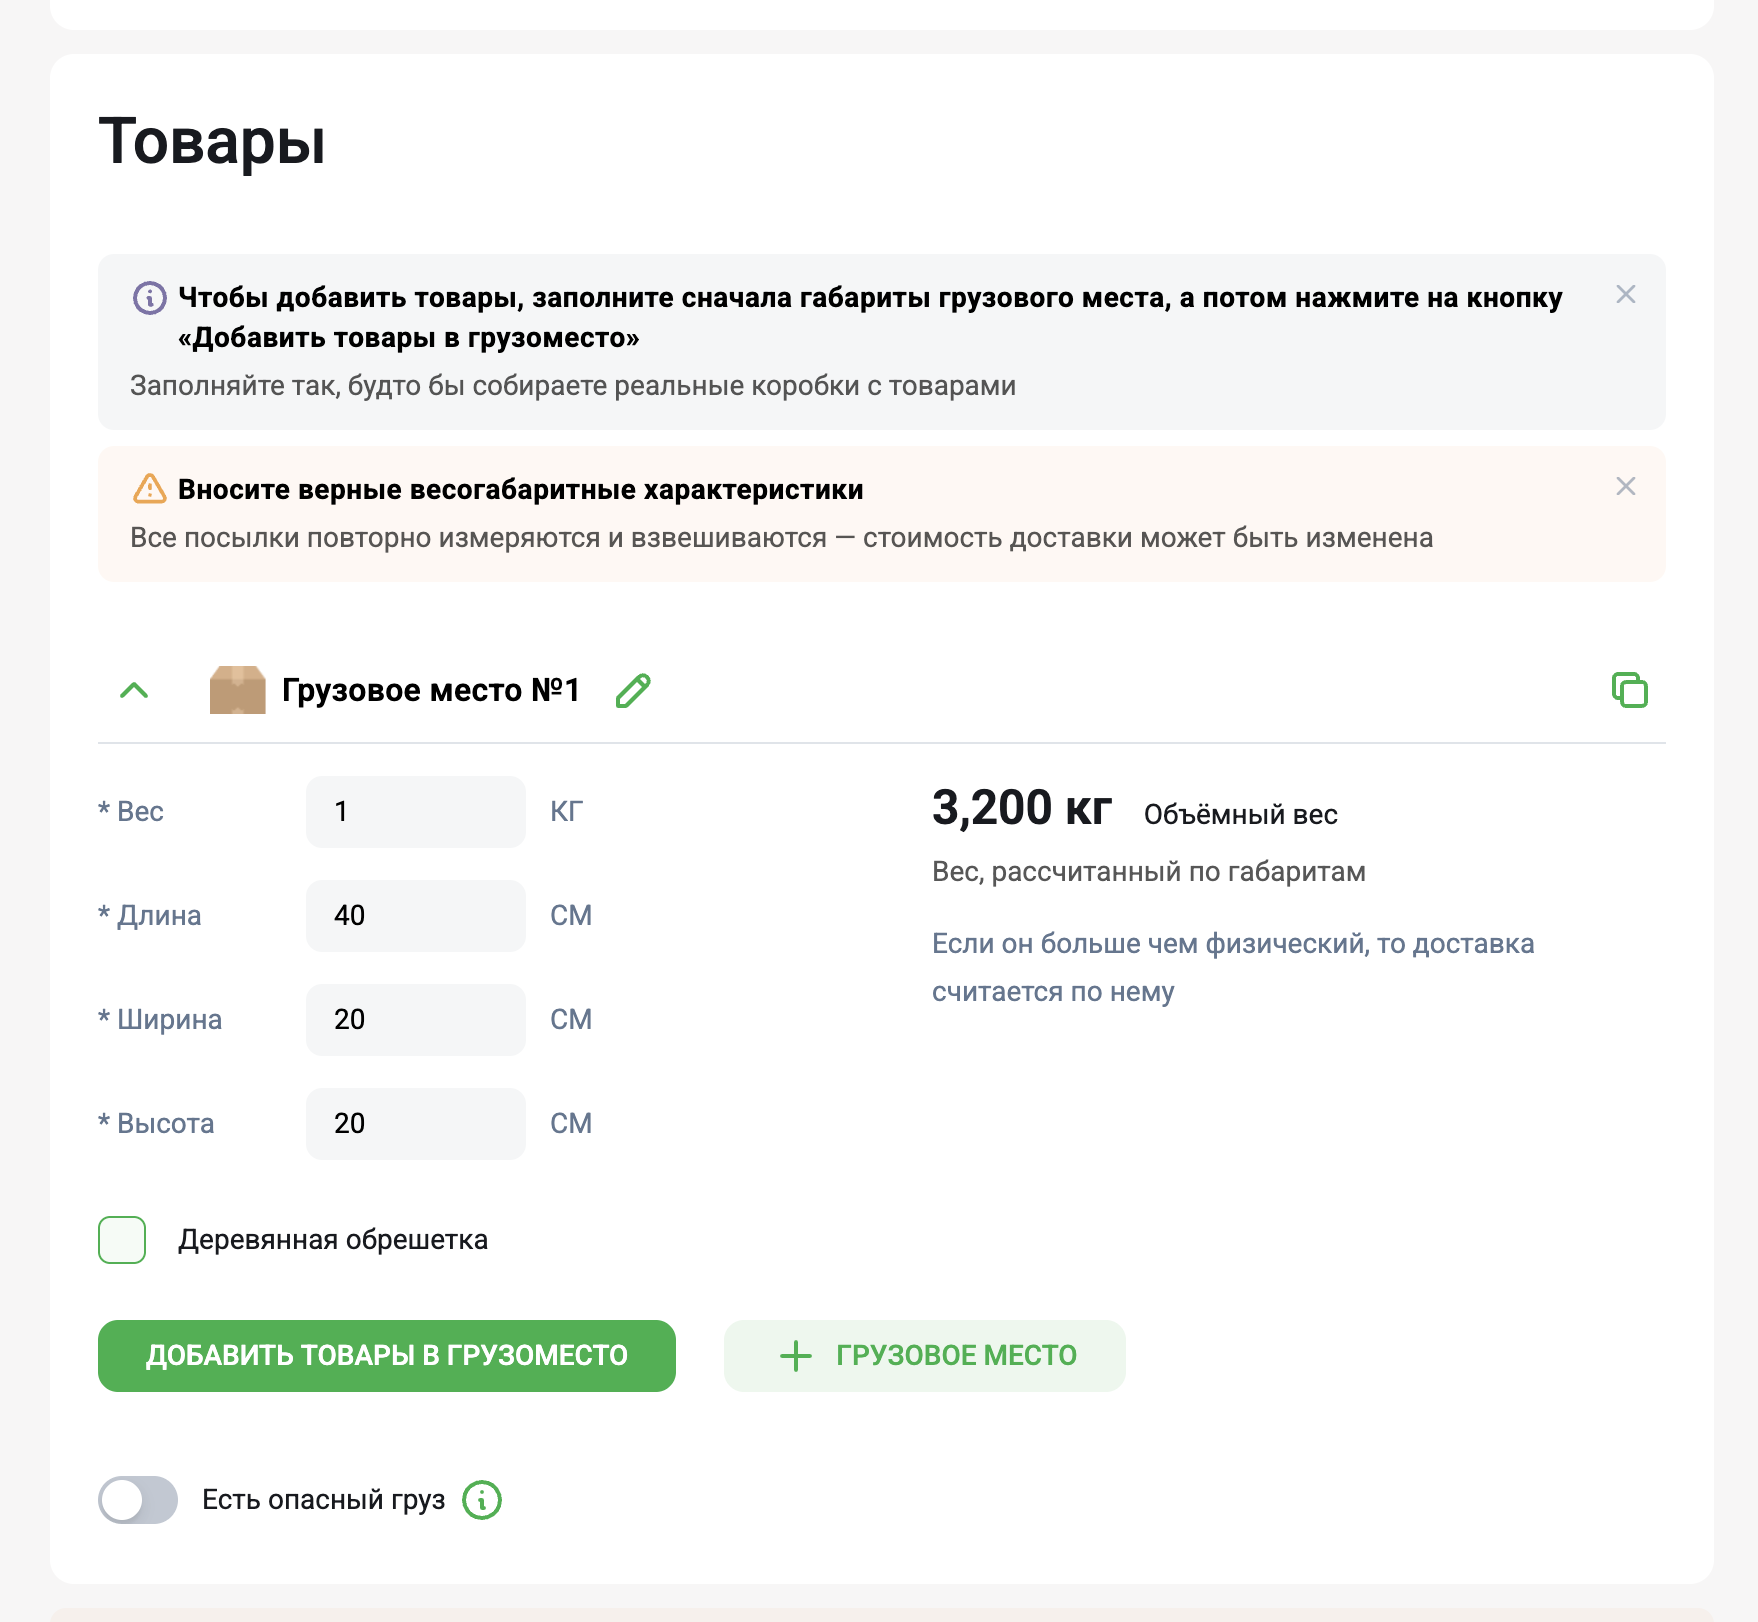 Товары
Чтобы добавить товары, заполните сначала габариты грузового места, а потом нажмите на кнопку
«Добавить товары в грузоместо»
Заполняйте так, будто бы собираете реальные коробки с товарами
Вносите верные весогабаритные характеристики
Все посылки повторно измеряются и взвешиваются — стоимость доставки может быть изменена
Грузовое место №1
* Вес 1 КГ
3,200 кг Объёмный вес
Вес, рассчитанный по габаритам
* Длина 40 СМ
Если он больше чем физический, то доставка
считается по нему
* Ширина 20 СМ
* Высота 20 СМ
Деревянная обрешетка
ДОБАВИТЬ ТОВАРЫ В ГРУЗОМЕСТО
ГРУЗОВОЕ МЕСТО
Есть опасный груз